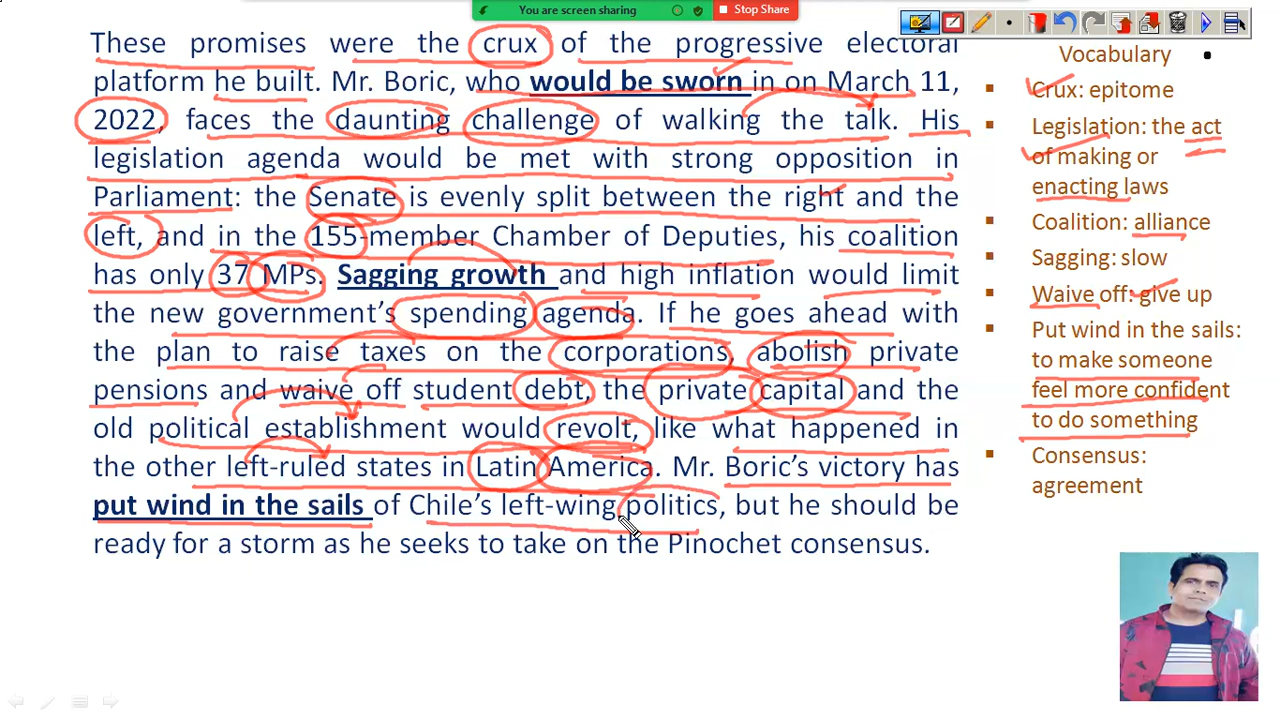 You are screen sharing
Stop Share
These promises were the crux of the progressive electoral
platform he built. Mr. Boric, who would be sworn in on March 11,
2022, faces the daunting challenge of walking the talk. His
legislation agenda would be met with strong opposition in
Parliament: the Senate is evenly split between the right and the
left, and in the 155-member Chamber of Deputies, his coalition
has only 37 MPs. Sagging growth and high inflation would limit
the new government's spending agenda. If he goes ahead with
the plan to raise taxes on the corporations, abolish private
pensions and waive off student debt, the private capital and the
old political establishment would revolt, like what happened in
the other left-ruled states in Latin America. Mr. Boric's victory has
put wind in the sails of Chile's left-wing politics, but he should be
ready for a storm as he seeks to take on the Pinochet consensus.
Vocabulary
Crux: epitome
Legislation: the act
of making or
enacting laws
Coalition: alliance
Sagging: slow
Waive off: give up
Put wind in the sails:
to make someone
feel more confident
to do something
Consensus:
agreement